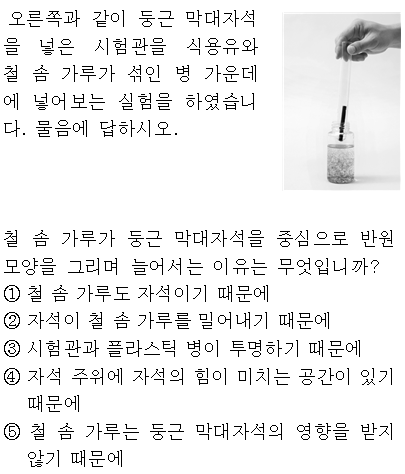 오른쪽과 같이 둥근 막대자석
을 넣은 시험관을 식용유와
철 솜 가루가 섞인 병 가운데
에 넣어보는 실험을 하였습니
다. 물음에 답하시오.
철 솜 가루가 둥근 막대자석을 중심으로 반원
모양을 그리며 늘어서는 이유는 무엇입니까?
① 철 솜 가루도 자석이기 때문에
② 자석이 철 솜 가루를 밀어내기 때문에
③ 시험관과 플라스틱 병이 투명하기 때문에
④ 자석 주위에 자석의 힘이 미치는 공간이 있기
때문에
⑤ 철 솜 가루는 둥근 막대자석의 영향을 받지
않기 때문에